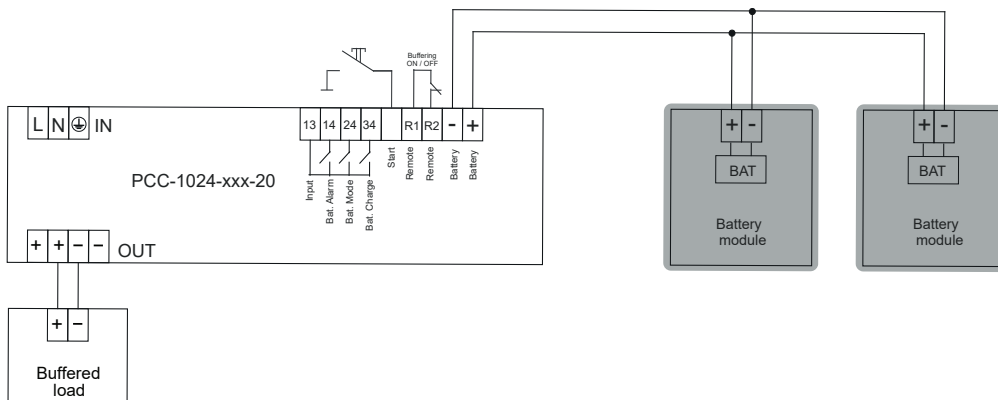 Buffering
ON / OFF
L N IN
13 14 24 34 R1 R2 - +
Input
Bat. Alarm
Bat. Mode
Bat. Charge
Start
Remote
Remote
Battery
Battery
PCC-1024-xxx-20
+ + − − OUT
+ −
Buffered
load
+ -
BAT
Battery
module
+ -
BAT
Battery
module